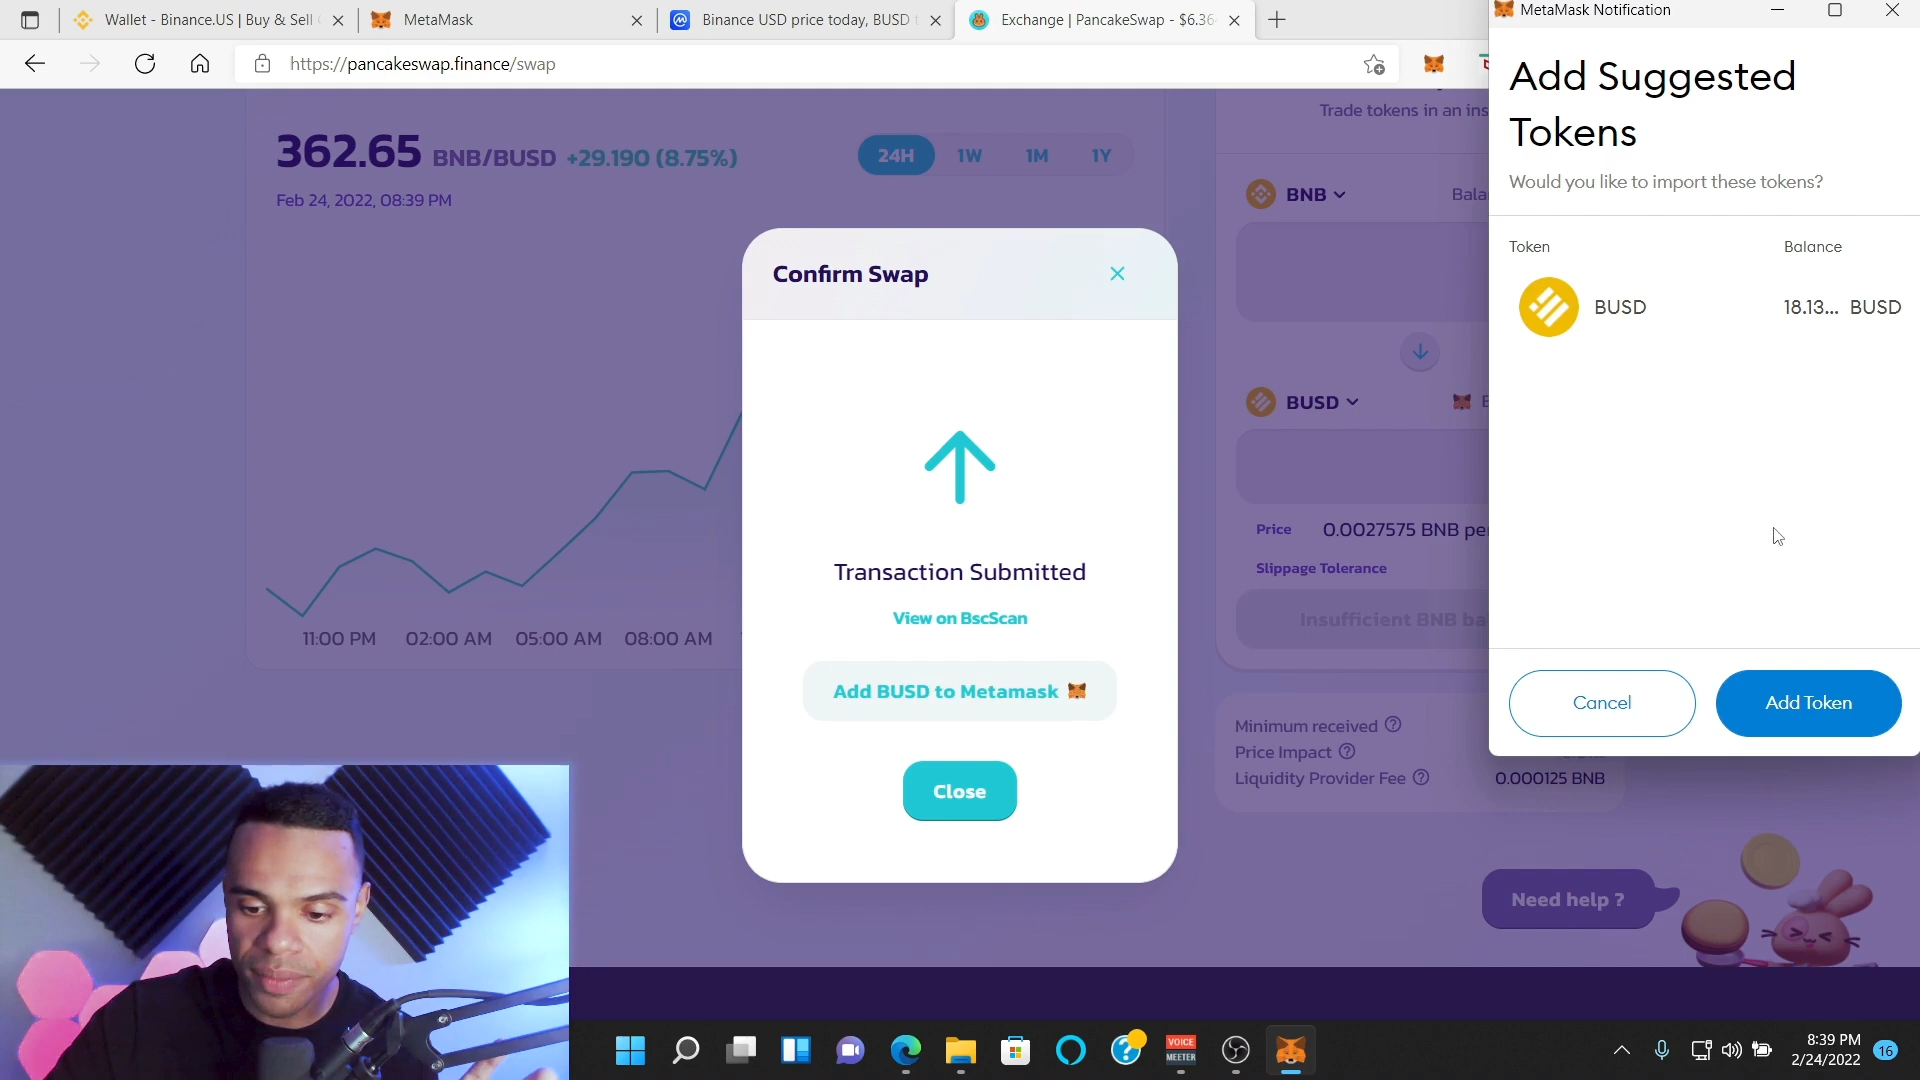 Wallet - Binance.US | Buy & Sell
MetaMask
Binance USD price today, BUSD
Exchange | PancakeSwap - $6.36
https://pancakeswap.finance/swap
362.65 BNB/BUSD +29.190 (8.75%)
Feb 24, 2022, 08:39 PM
24H 1W 1M 1Y
11:00 PM 02:00 AM 05:00 AM 08:00 AM
Confirm Swap
Transaction Submitted
View on BscScan
Add BUSD to Metamask
Close
Trade tokens in an ins
BNB
Bala
BUSD
Price 0.0027575 BNB pe
Slippage Tolerance
Insufficient BNB ba
Minimum received
Price Impact
Liquidity Provider Fee 0.000125 BNB
Need help ?
MetaMask Notification
Add Suggested
Tokens
Would you like to import these tokens?
Token Balance
BUSD 18.13... BUSD
Cancel Add Token
VOICE
MEETER
8:39 PM
2/24/2022
16